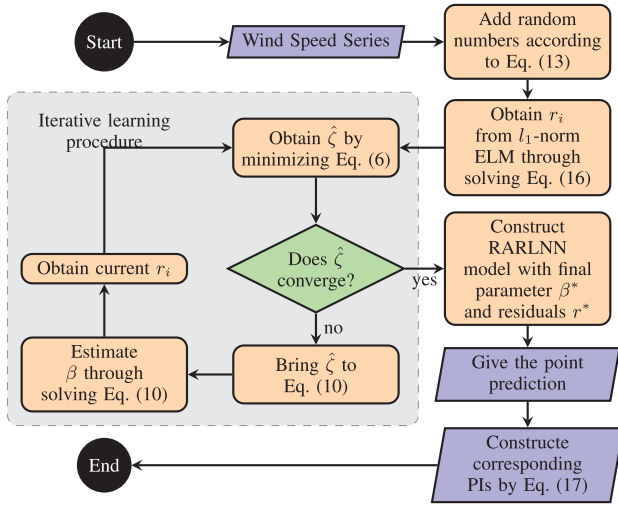 Start
Wind Speed Series
Add random
numbers according
to Eq. (13)
Obtain r_i
from l_1-norm
ELM through
solving Eq. (16)
Iterative learning
procedure
Obtain ζ̂ by
minimizing Eq. (6)
Does ζ̂
converge?
yes
no
Bring ζ̂ to
Eq. (10)
Estimate
β through
solving Eq. (10)
Obtain current r_i
Construct
RARLNN
model with final
parameter β*
and residuals r*
Give the point
prediction
Constructe
corresponding
PIs by Eq. (17)
End